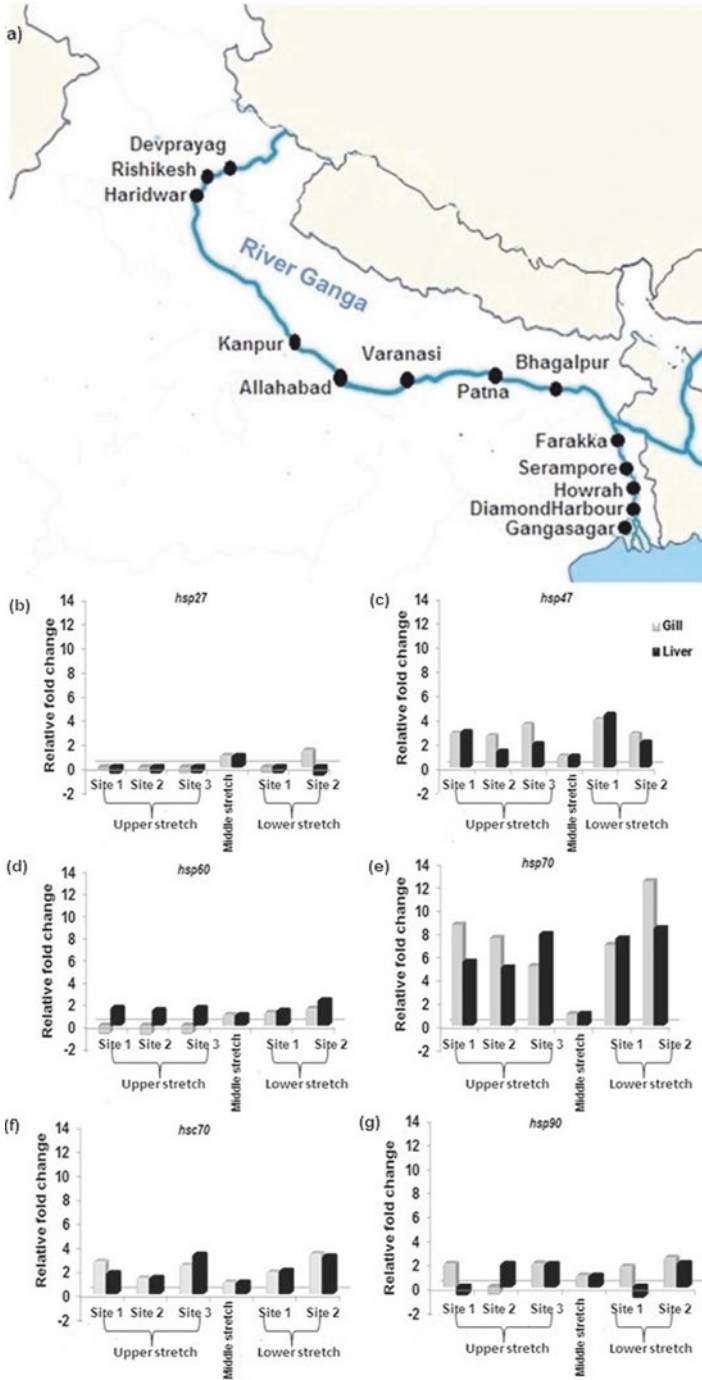 a)
Devprayag
Rishikesh
Haridwar
River Ganga
Kanpur
Varanasi
Allahabad
Bhagalpur
Patna
Farakka
Serampore
Howrah
DiamondHarbour
Gangasagar
(b)
hsp27
Relative fold change
14
12
10
8
6
4
2
0
-2
Site 1 Site 2 Site 3 Middle stretch Site 1 Site 2
Upper stretch Lower stretch
(c)
hsp47
Gill
Liver
Relative fold change
14
12
10
8
6
4
2
0
-2
Site 1 Site 2 Site 3 Middle stretch Site 1 Site 2
Upper stretch Lower stretch
(d)
hsp60
Relative fold change
14
12
10
8
6
4
2
0
-2
Site 1 Site 2 Site 3 Middle stretch Site 1 Site 2
Upper stretch Lower stretch
(e)
hsp70
Relative fold change
14
12
10
8
6
4
2
0
-2
Site 1 Site 2 Site 3 Middle stretch Site 1 Site 2
Upper stretch Lower stretch
(f)
hsc70
Relative fold change
14
12
10
8
6
4
2
0
-2
Site 1 Site 2 Site 3 Middle stretch Site 1 Site 2
Upper stretch Lower stretch
(g)
hsp90
Relative fold change
14
12
10
8
6
4
2
0
-2
Site 1 Site 2 Site 3 Middle stretch Site 1 Site 2
Upper stretch Lower stretch